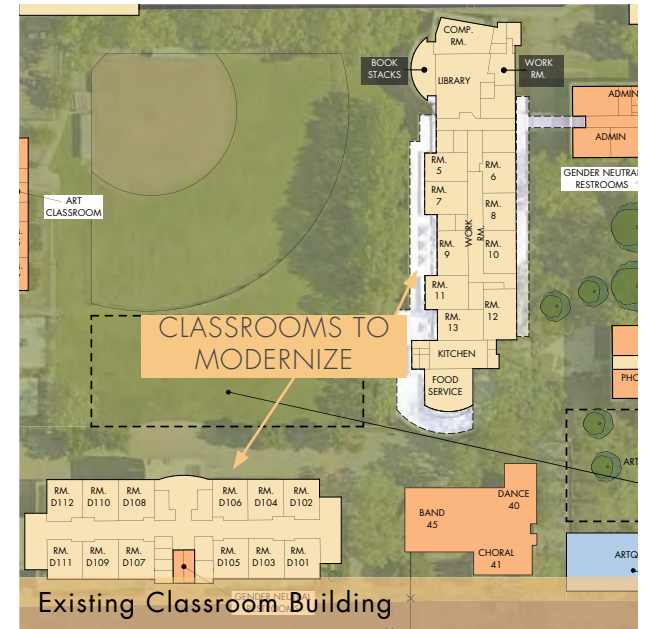 COMP.
RM.
BOOK
STACKS
WORK
RM.
LIBRARY
ADMIN
ADMIN
RM.
5
RM.
6
GENDER NEUTRAL
RESTROOMS
RM.
7
ART
CLASSROOM
RM.
8
WORK
RM.
RM.
9
RM.
10
RM.
11
RM.
12
RM.
13
CLASSROOMS TO
MODERNIZE
KITCHEN
PHO
FOOD
SERVICE
ART
RM.
D112
RM.
D110
RM.
D108
RM.
D106
RM.
D104
RM.
D102
DANCE
40
BAND
45
RM.
D111
RM.
D109
RM.
D107
RM.
D105
RM.
D103
RM.
D101
CHORAL
41
ARTQ
GENDER NEUTRAL
RESTROOMS
Existing Classroom Building